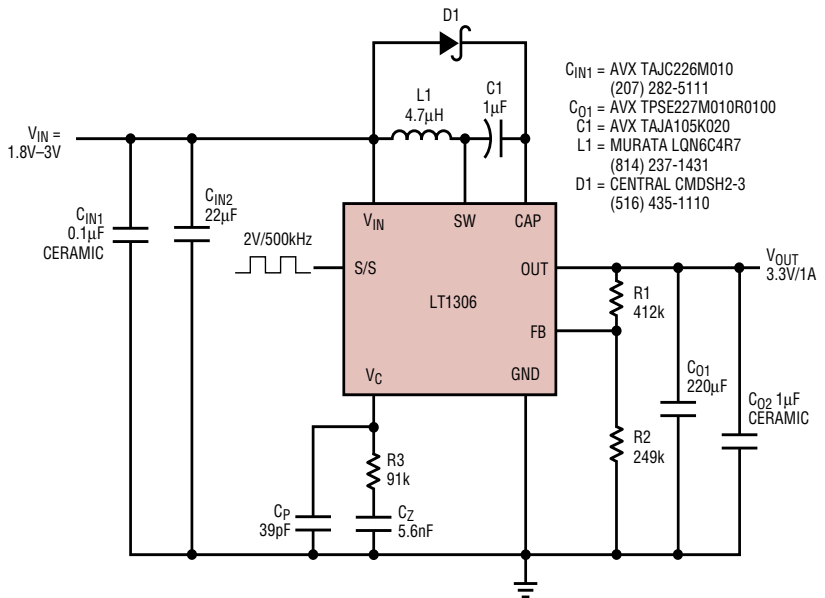 D1
L1
4.7µH
C1
1µF
V_IN =
1.8V–3V
C_IN1
0.1µF
CERAMIC
C_IN2
22µF
2V/500kHz
V_IN
SW
CAP
S/S
OUT
LT1306
FB
V_C
GND
C_IN1 = AVX TAJC226M010
(207) 282-5111
C_O1 = AVX TPSE227M010R0100
C1 = AVX TAJA105K020
L1 = MURATA LQN6C4R7
(814) 237-1431
D1 = CENTRAL CMDSH2-3
(516) 435-1110
V_OUT
3.3V/1A
R1
412k
C_O1
220µF
C_O2 1µF
CERAMIC
R2
249k
R3
91k
C_P
39pF
C_Z
5.6nF